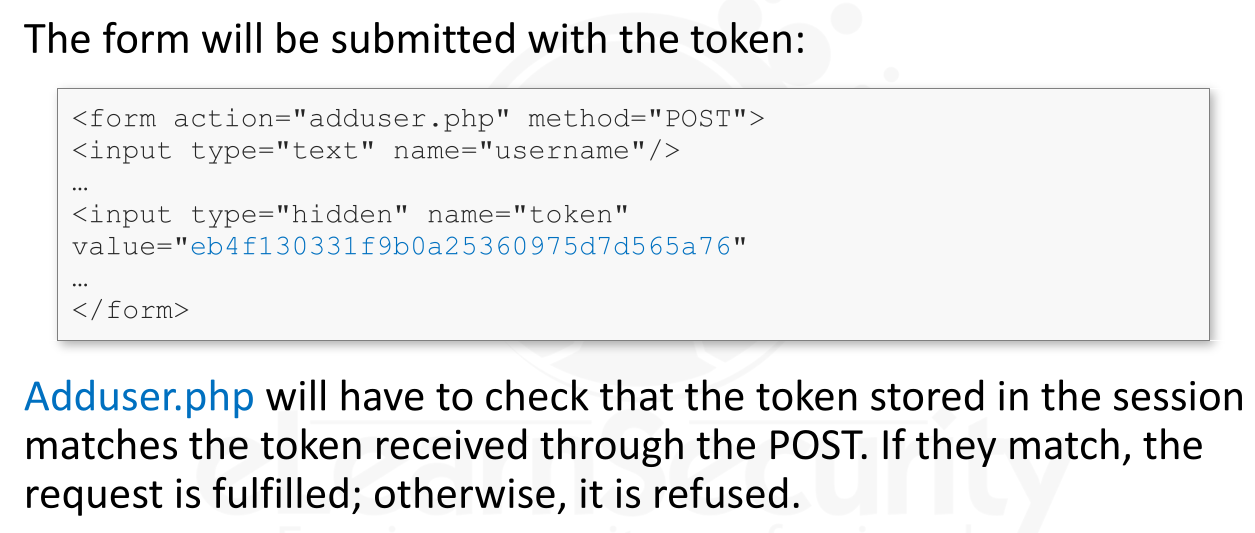 The form will be submitted with the token:
<form action="adduser.php" method="POST">
<input type="text" name="username"/>
…
<input type="hidden" name="token"
value="eb4f130331f9b0a25360975d7d565a76"
…
</form>
Adduser.php will have to check that the token stored in the session
matches the token received through the POST. If they match, the
request is fulfilled; otherwise, it is refused.
eLearnSecurity